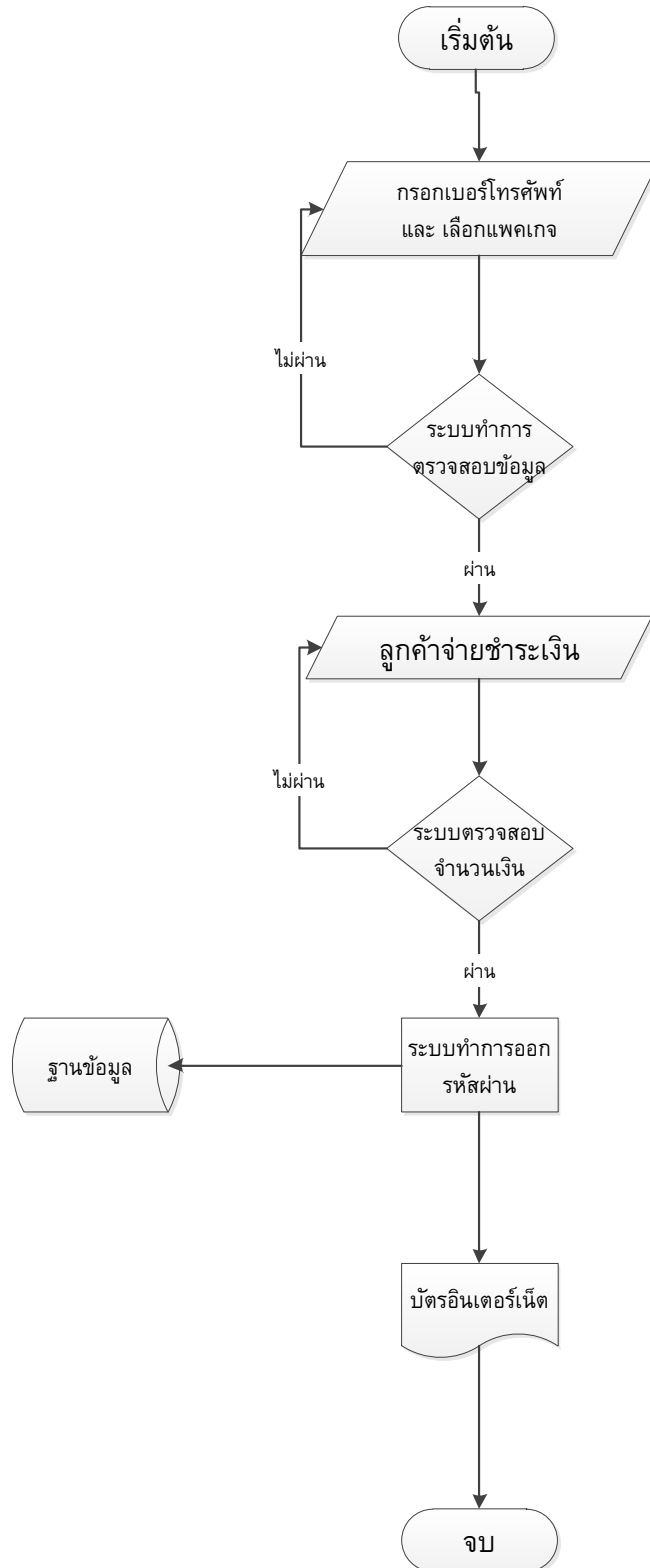 เริ่มต้น
กรอกเบอร์โทรศัพท์
และ เลือกแพคเกจ
ไม่ผ่าน
ระบบทำการ
ตรวจสอบข้อมูล
ผ่าน
ลูกค้าจ่ายชำระเงิน
ไม่ผ่าน
ระบบตรวจสอบ
จำนวนเงิน
ผ่าน
ระบบทำการออก
รหัสผ่าน
ฐานข้อมูล
บัตรอินเตอร์เน็ต
จบ